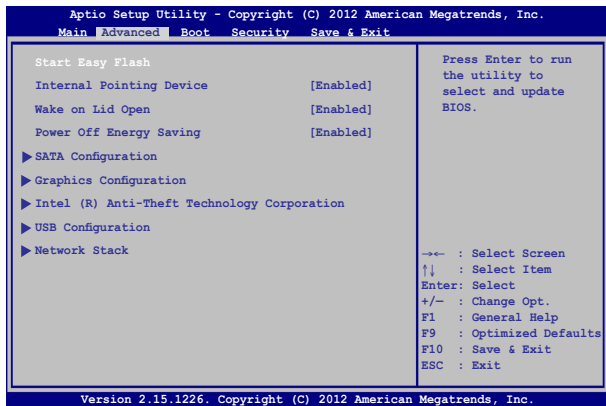 Aptio Setup Utility - Copyright (C) 2012 American Megatrends, Inc.
Main Advanced Boot Security Save & Exit
Start Easy Flash
Internal Pointing Device [Enabled]
Wake on Lid Open [Enabled]
Power Off Energy Saving [Enabled]
SATA Configuration
Graphics Configuration
Intel (R) Anti-Theft Technology Corporation
USB Configuration
Network Stack
Press Enter to run
the utility to
select and update
BIOS.
→← : Select Screen
↑↓ : Select Item
Enter: Select
+/— : Change Opt.
F1 : General Help
F9 : Optimized Defaults
F10 : Save & Exit
ESC : Exit
Version 2.15.1226. Copyright (C) 2012 American Megatrends, Inc.